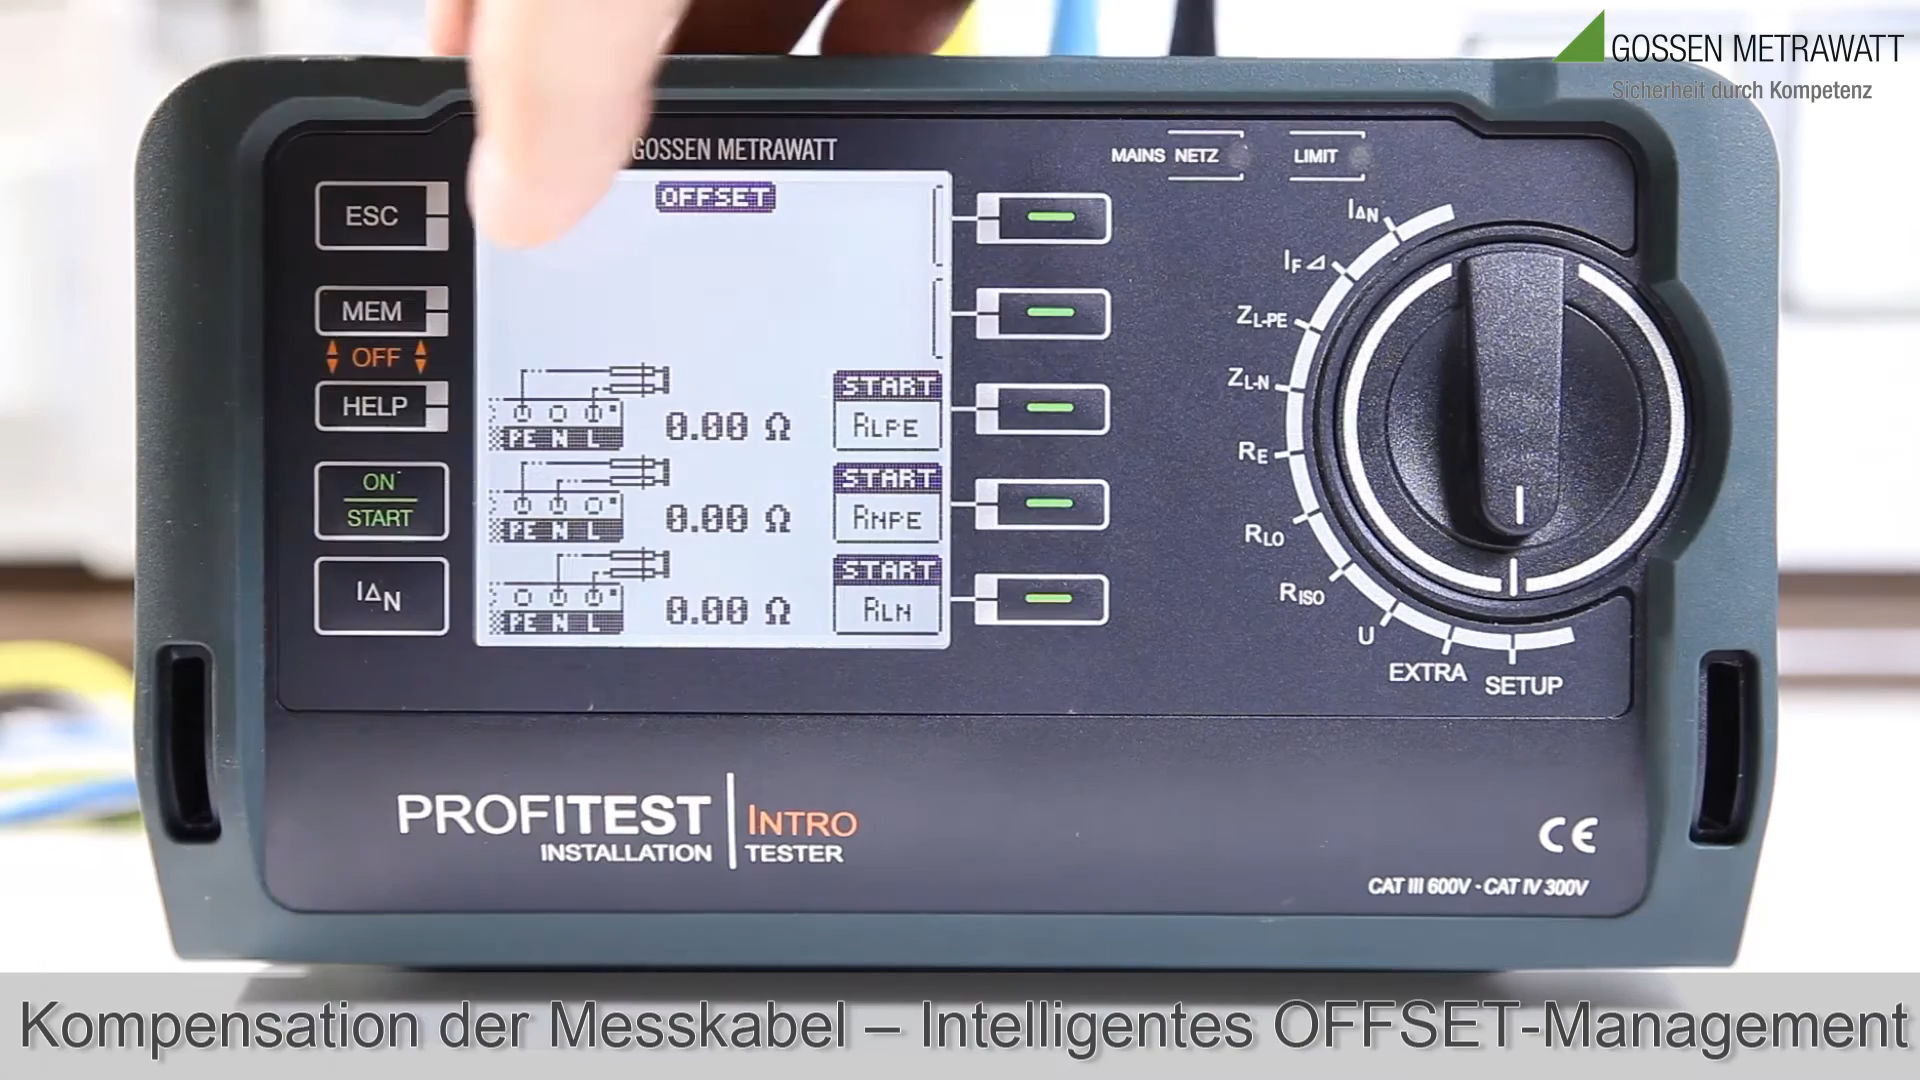 GOSSEN METRAWATT
Sicherheit durch Kompetenz
GOSSEN METRAWATT
MAINS NETZ
LIMIT
ESC
MEM
OFF
HELP
ON
START
IΔN
OFFSET
PE N L
0.00 Ω
START
RLPE
PE N L
0.00 Ω
START
RNPE
PE N L
0.00 Ω
START
RLN
IΔN
IF
ZL-PE
ZL-N
RE
RLO
RISO
U
EXTRA
SETUP
PROFITEST INTRO
INSTALLATION TESTER
CE
CAT III 600V - CAT IV 300V
Kompensation der Messkabel – Intelligentes OFFSET-Management